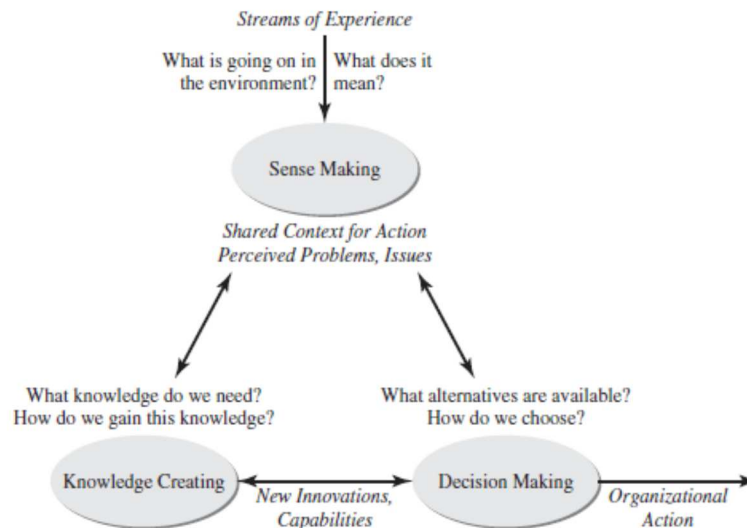 Streams of Experience
What is going on in
the environment?
What does it
mean?
Sense Making
Shared Context for Action
Perceived Problems, Issues
What knowledge do we need?
How do we gain this knowledge?
What alternatives are available?
How do we choose?
Knowledge Creating
New Innovations,
Capabilities
Decision Making
Organizational
Action